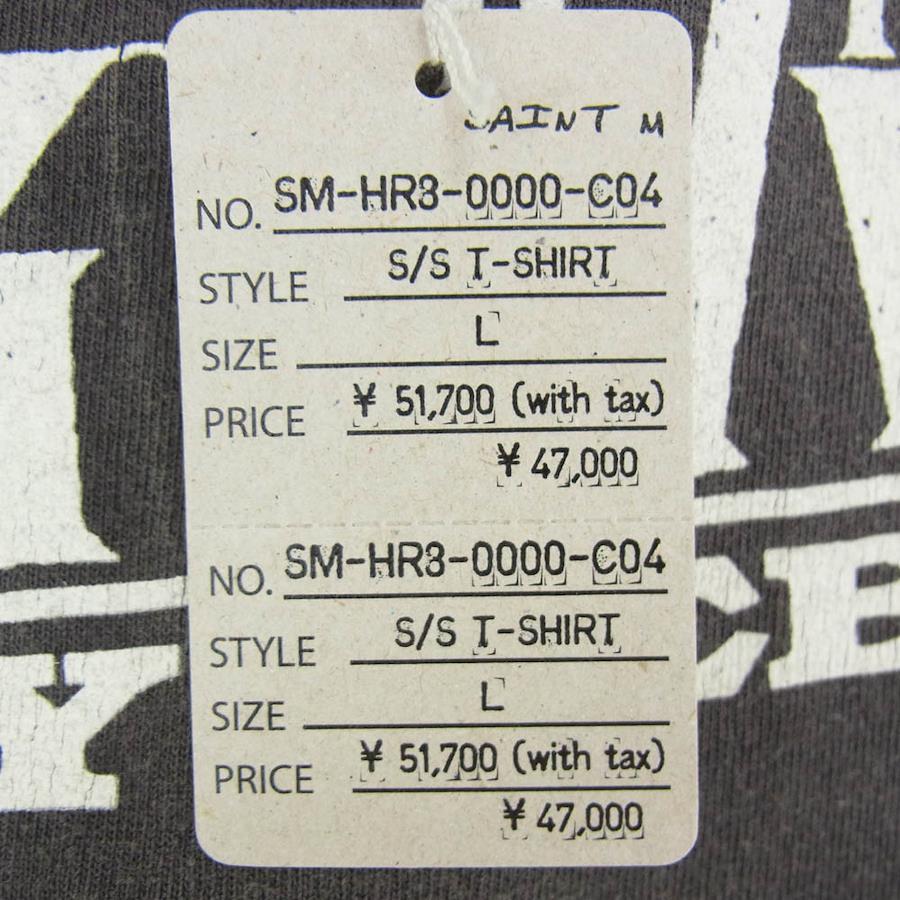 SAINT M
NO. SM-HR8-0000-C04
STYLE S/S T-SHIRT
SIZE L
PRICE ¥ 51,700 (with tax)
¥ 47,000
NO. SM-HR8-0000-C04
STYLE S/S T-SHIRT
SIZE L
PRICE ¥ 51,700 (with tax)
¥ 47,000